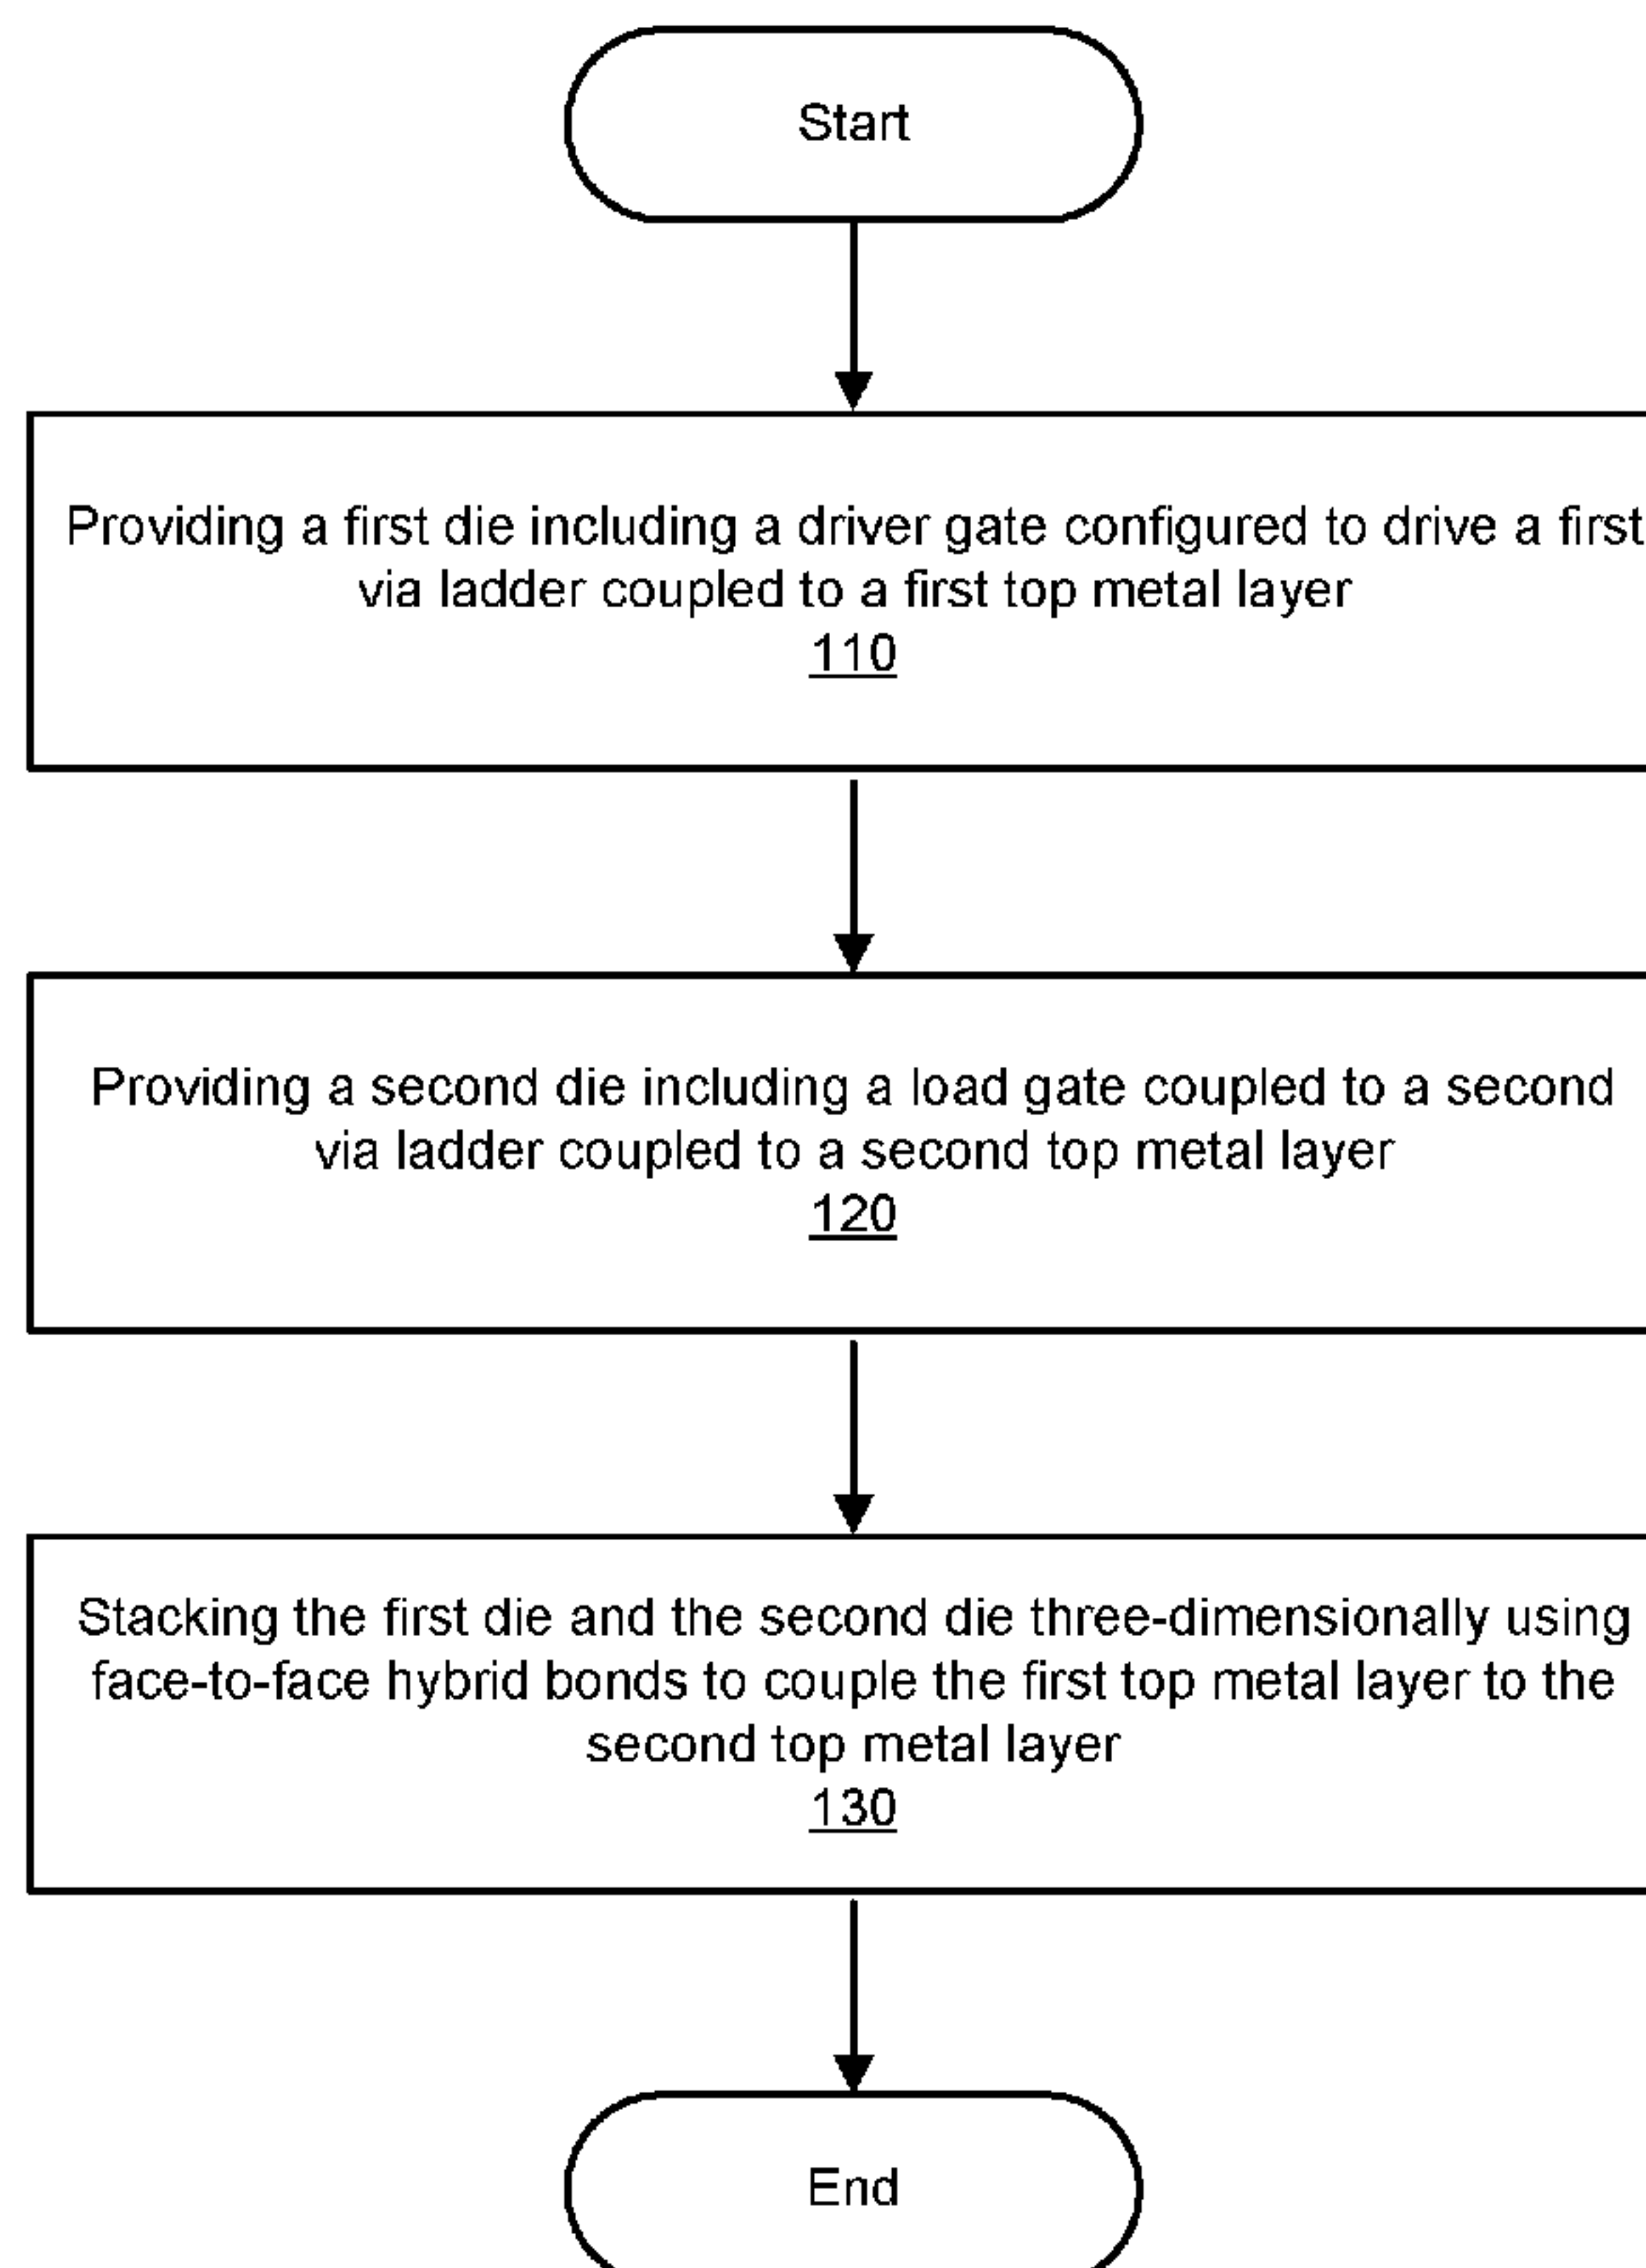 Start
Providing a first die including a driver gate configured to drive a first
via ladder coupled to a first top metal layer
110
Providing a second die including a load gate coupled to a second
via ladder coupled to a second top metal layer
120
Stacking the first die and the second die three-dimensionally using
face-to-face hybrid bonds to couple the first top metal layer to the
second top metal layer
130
End